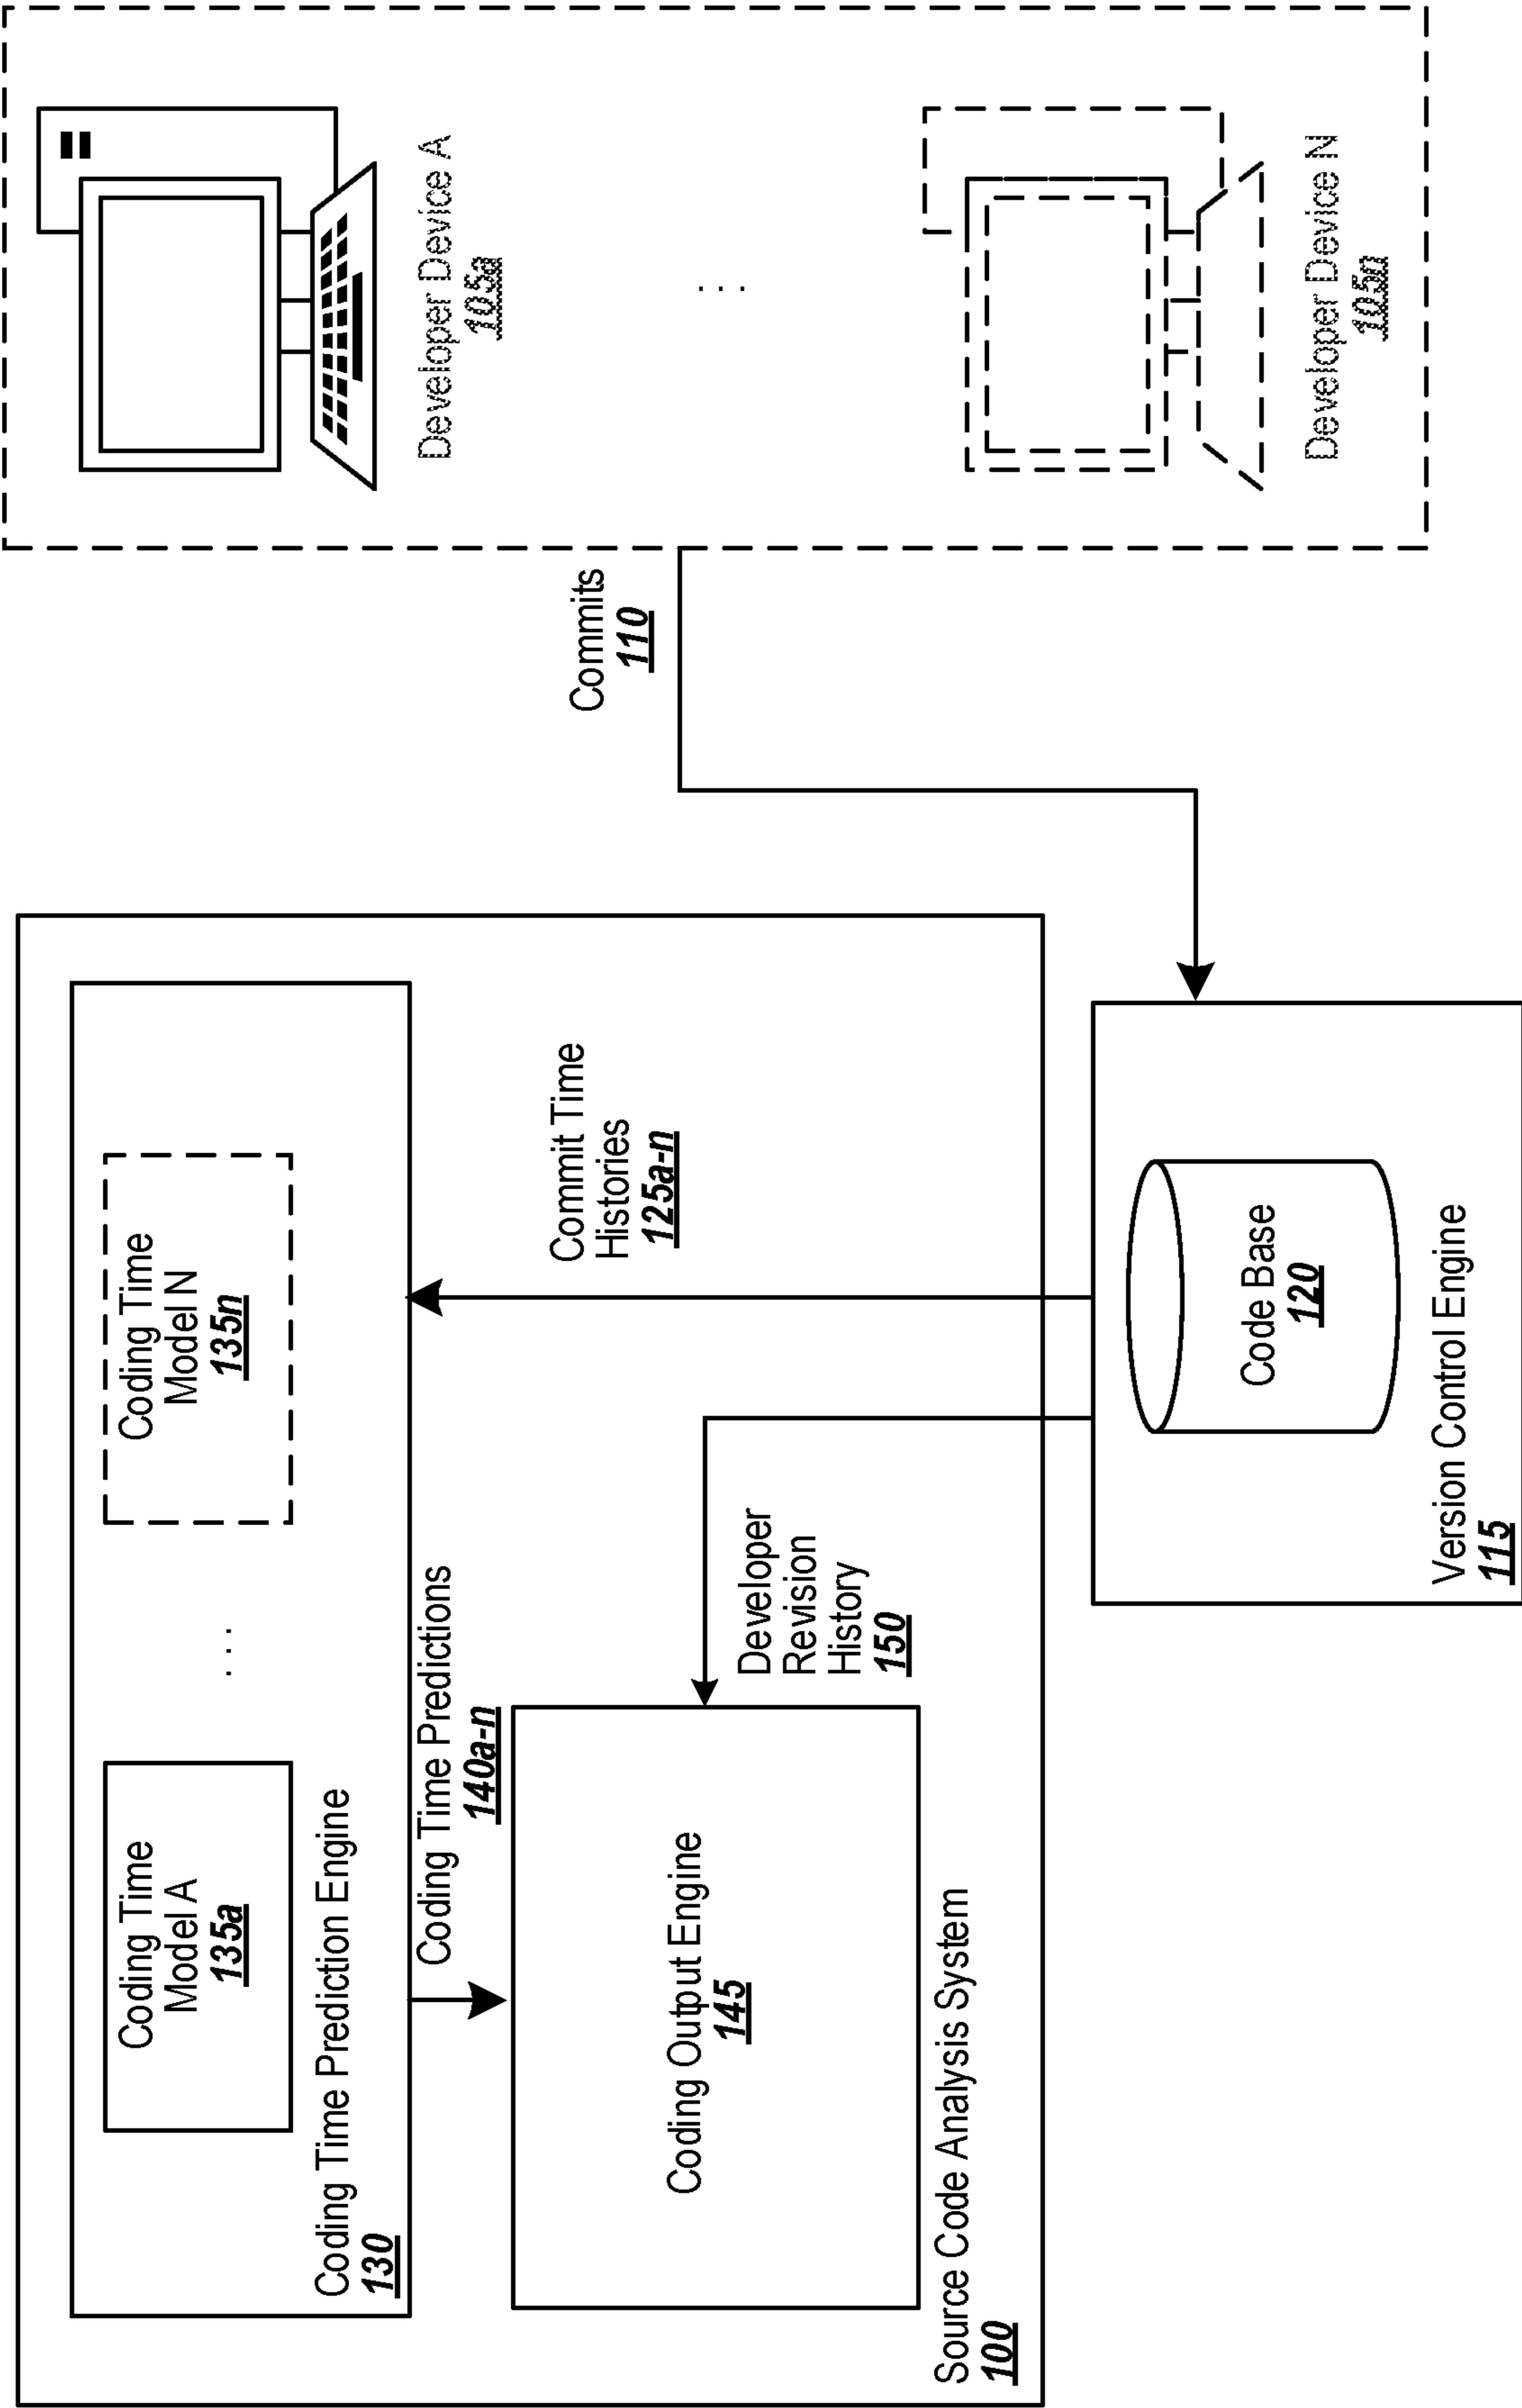 Coding Time
Model A
135a
. . .
Coding Time
Model N
135n
Coding Time Prediction Engine
130
Coding Time Predictions
140a-n
Commit Time
Histories
125a-n
Coding Output Engine
145
Developer
Revision
History
150
Source Code Analysis System
100
Code Base
120
Version Control Engine
115
Commits
110
Developer Device A
105a
. . .
Developer Device N
105n